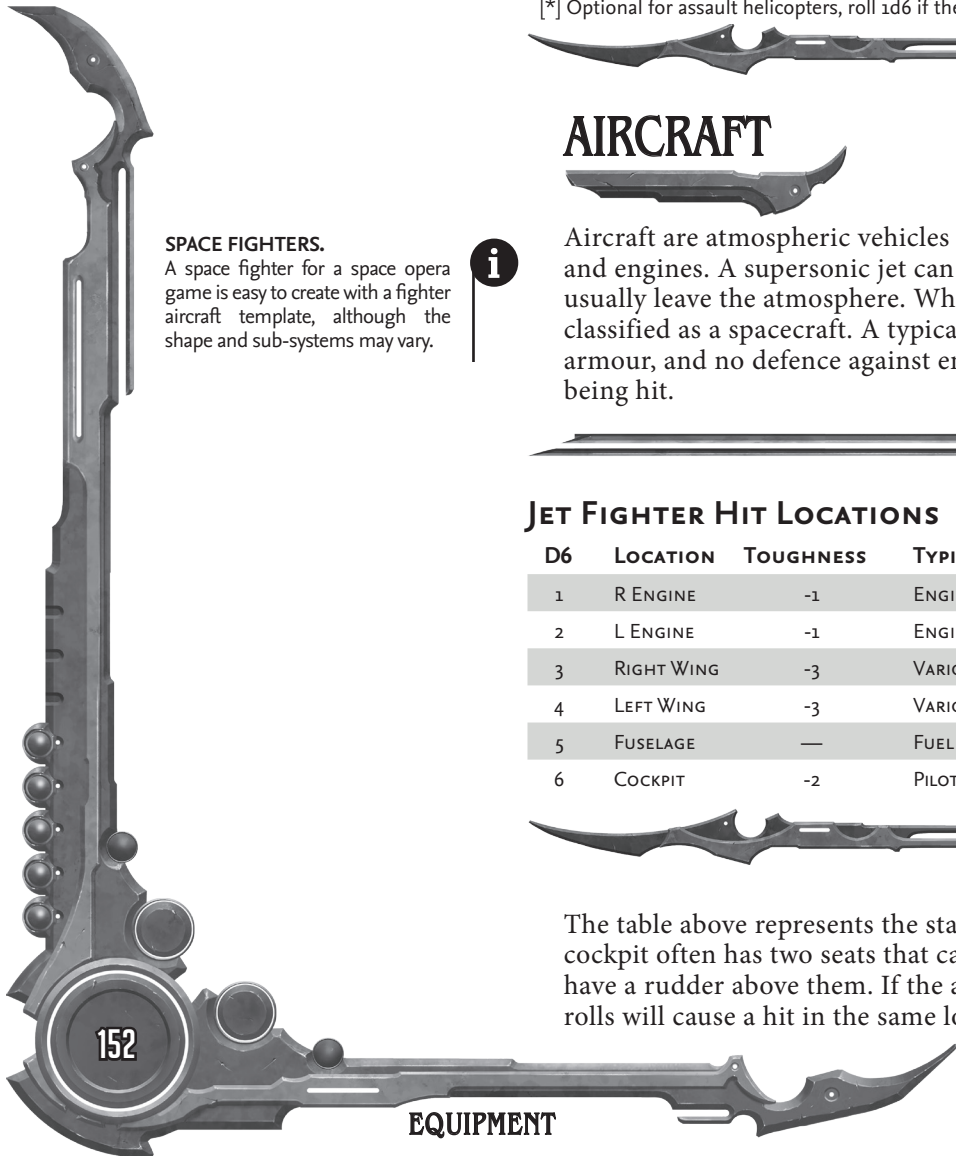 [*] Optional for assault helicopters, roll 1d6 if the
AIRCRAFT
SPACE FIGHTERS.
A space fighter for a space opera
game is easy to create with a fighter
aircraft template, although the
shape and sub-systems may vary.
i
Aircraft are atmospheric vehicles
and engines. A supersonic jet can
usually leave the atmosphere. Wh
classified as a spacecraft. A typica
armour, and no defence against en
being hit.
Jet Fighter Hit Locations
D6 Location Toughness Typi
1 R Engine -1 Engi
2 L Engine -1 Engi
3 Right Wing -3 Vario
4 Left Wing -3 Vario
5 Fuselage — Fuel
6 Cockpit -2 Pilot
The table above represents the sta
cockpit often has two seats that ca
have a rudder above them. If the a
rolls will cause a hit in the same lo
152
EQUIPMENT